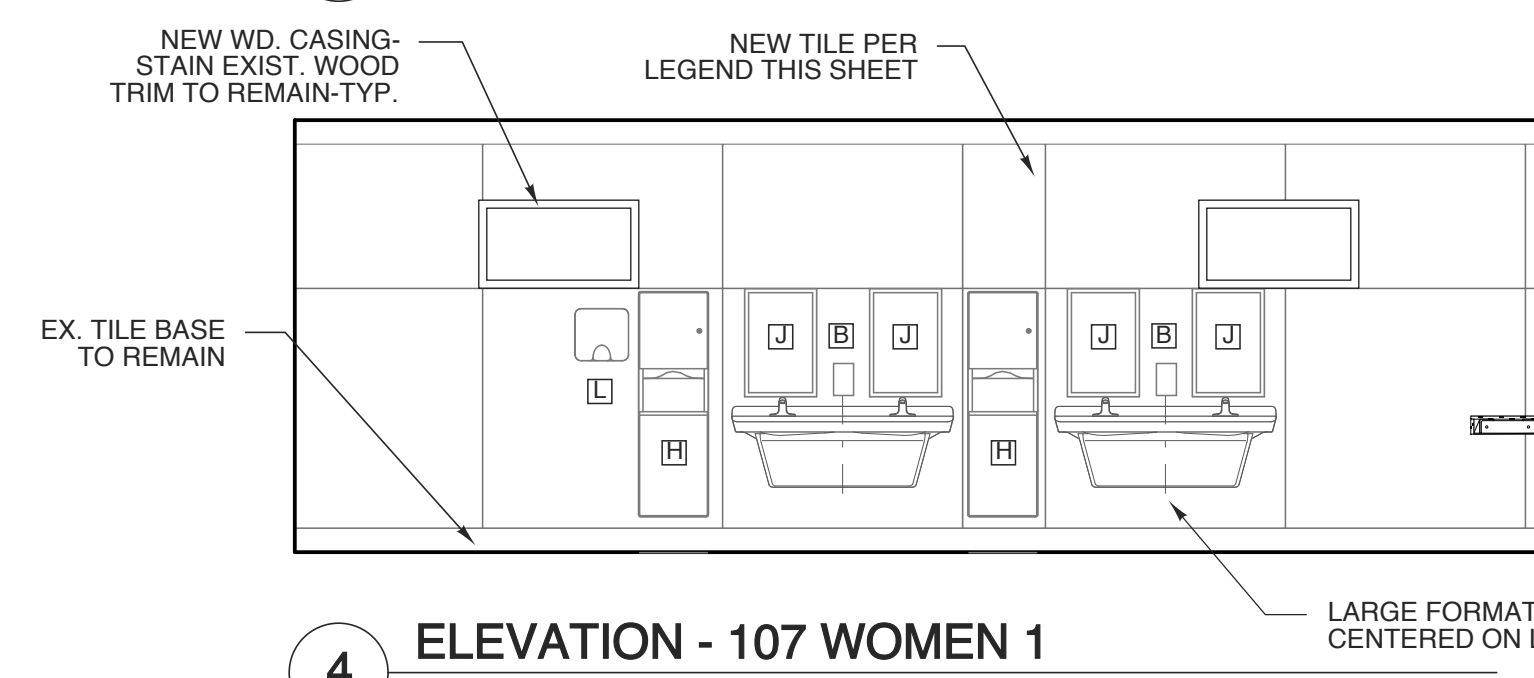 NEW WD. CASING-
STAIN EXIST. WOOD
TRIM TO REMAIN-TYP.
NEW TILE PER
LEGEND THIS SHEET
EX. TILE BASE
TO REMAIN
J
B
J
J
B
J
L
H
H
LARGE FORMAT
CENTERED ON
4
ELEVATION - 107 WOMEN 1